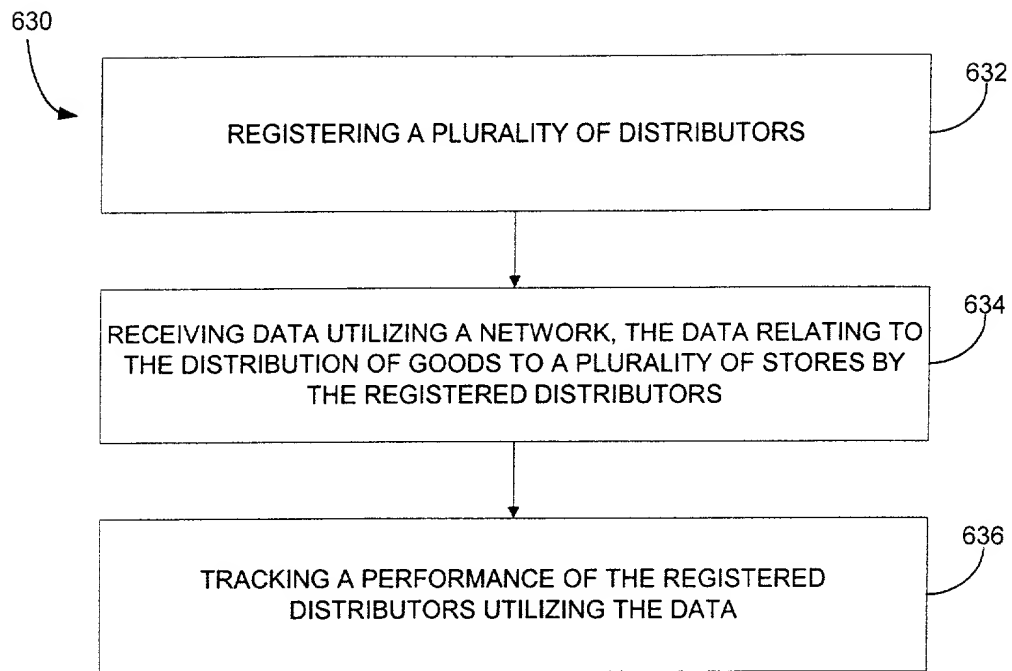 630
632
REGISTERING A PLURALITY OF DISTRIBUTORS
634
RECEIVING DATA UTILIZING A NETWORK, THE DATA RELATING TO
THE DISTRIBUTION OF GOODS TO A PLURALITY OF STORES BY
THE REGISTERED DISTRIBUTORS
636
TRACKING A PERFORMANCE OF THE REGISTERED
DISTRIBUTORS UTILIZING THE DATA